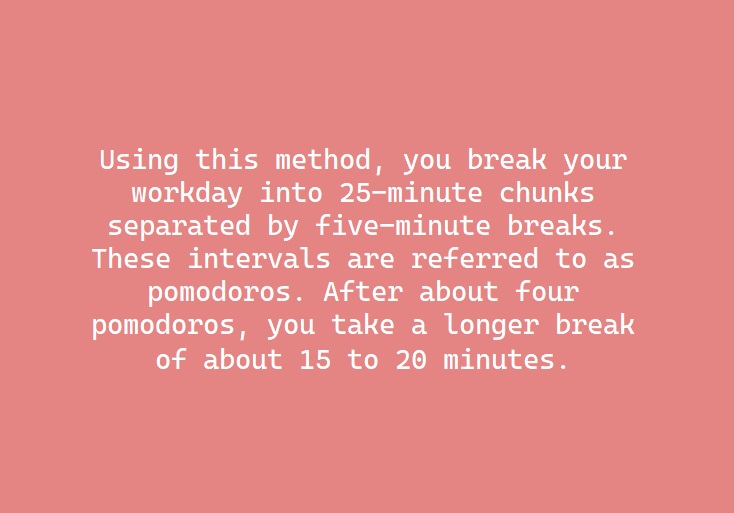 Using this method, you break your
workday into 25-minute chunks
separated by five-minute breaks.
These intervals are referred to as
pomodoros. After about four
pomodoros, you take a longer break
of about 15 to 20 minutes.